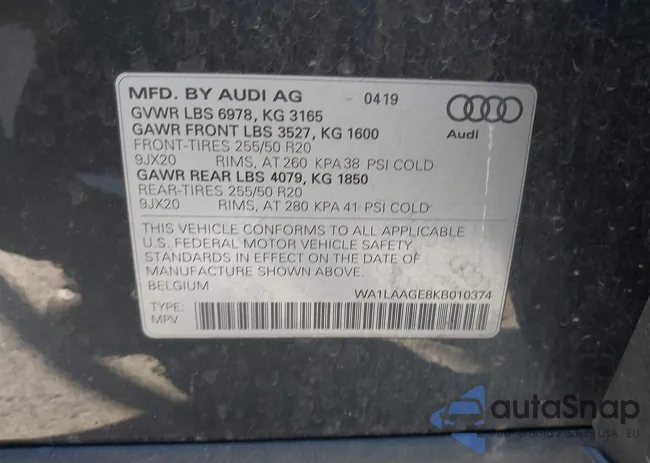 MFD. BY AUDI AG 0419
GVWR LBS 6978, KG 3165
GAWR FRONT LBS 3527, KG 1600
FRONT-TIRES 255/50 R20
9JX20 RIMS, AT 260 KPA 38 PSI COLD
GAWR REAR LBS 4079, KG 1850
REAR-TIRES 255/50 R20
9JX20 RIMS, AT 280 KPA 41 PSI COLD
Audi
THIS VEHICLE CONFORMS TO ALL APPLICABLE
U.S. FEDERAL MOTOR VEHICLE SAFETY
STANDARDS IN EFFECT ON THE DATE OF
MANUFACTURE SHOWN ABOVE.
BELGIUM WA1LAAGE8KB010374
TYPE:
MPV
autaSnap